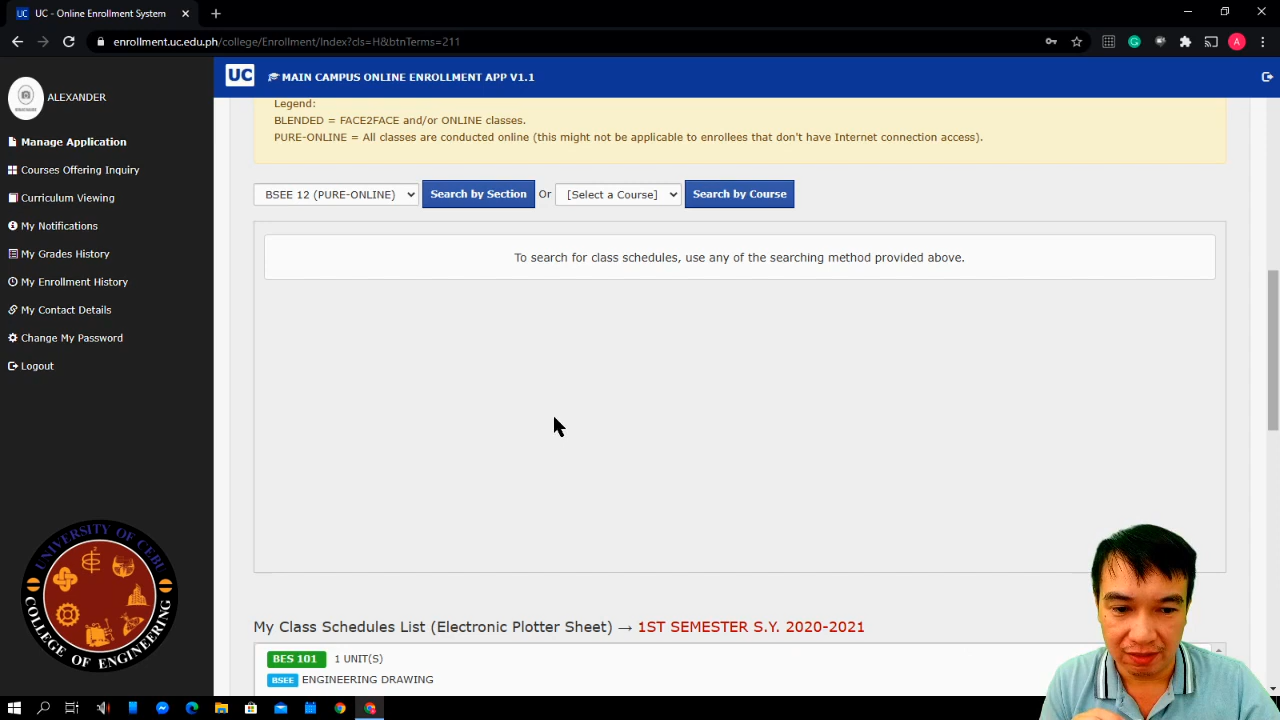 UC - Online Enrollment System
enrollment.uc.edu.ph/college/Enrollment/Index?cls=H&btnTerms=211
A
ALEXANDER
UC MAIN CAMPUS ONLINE ENROLLMENT APP V1.1
Manage Application
Courses Offering Inquiry
Curriculum Viewing
My Notifications
My Grades History
My Enrollment History
My Contact Details
Change My Password
Logout
UNIVERSITY OF CEBU
COLLEGE OF ENGINEERING
Legend:
BLENDED = FACE2FACE and/or ONLINE classes.
PURE-ONLINE = All classes are conducted online (this might not be applicable to enrollees that don't have Internet connection access).
BSEE 12 (PURE-ONLINE) Search by Section Or [Select a Course] Search by Course
To search for class schedules, use any of the searching method provided above.
My Class Schedules List (Electronic Plotter Sheet) → 1ST SEMESTER S.Y. 2020-2021
BES 101 1 UNIT(S)
BSEE ENGINEERING DRAWING